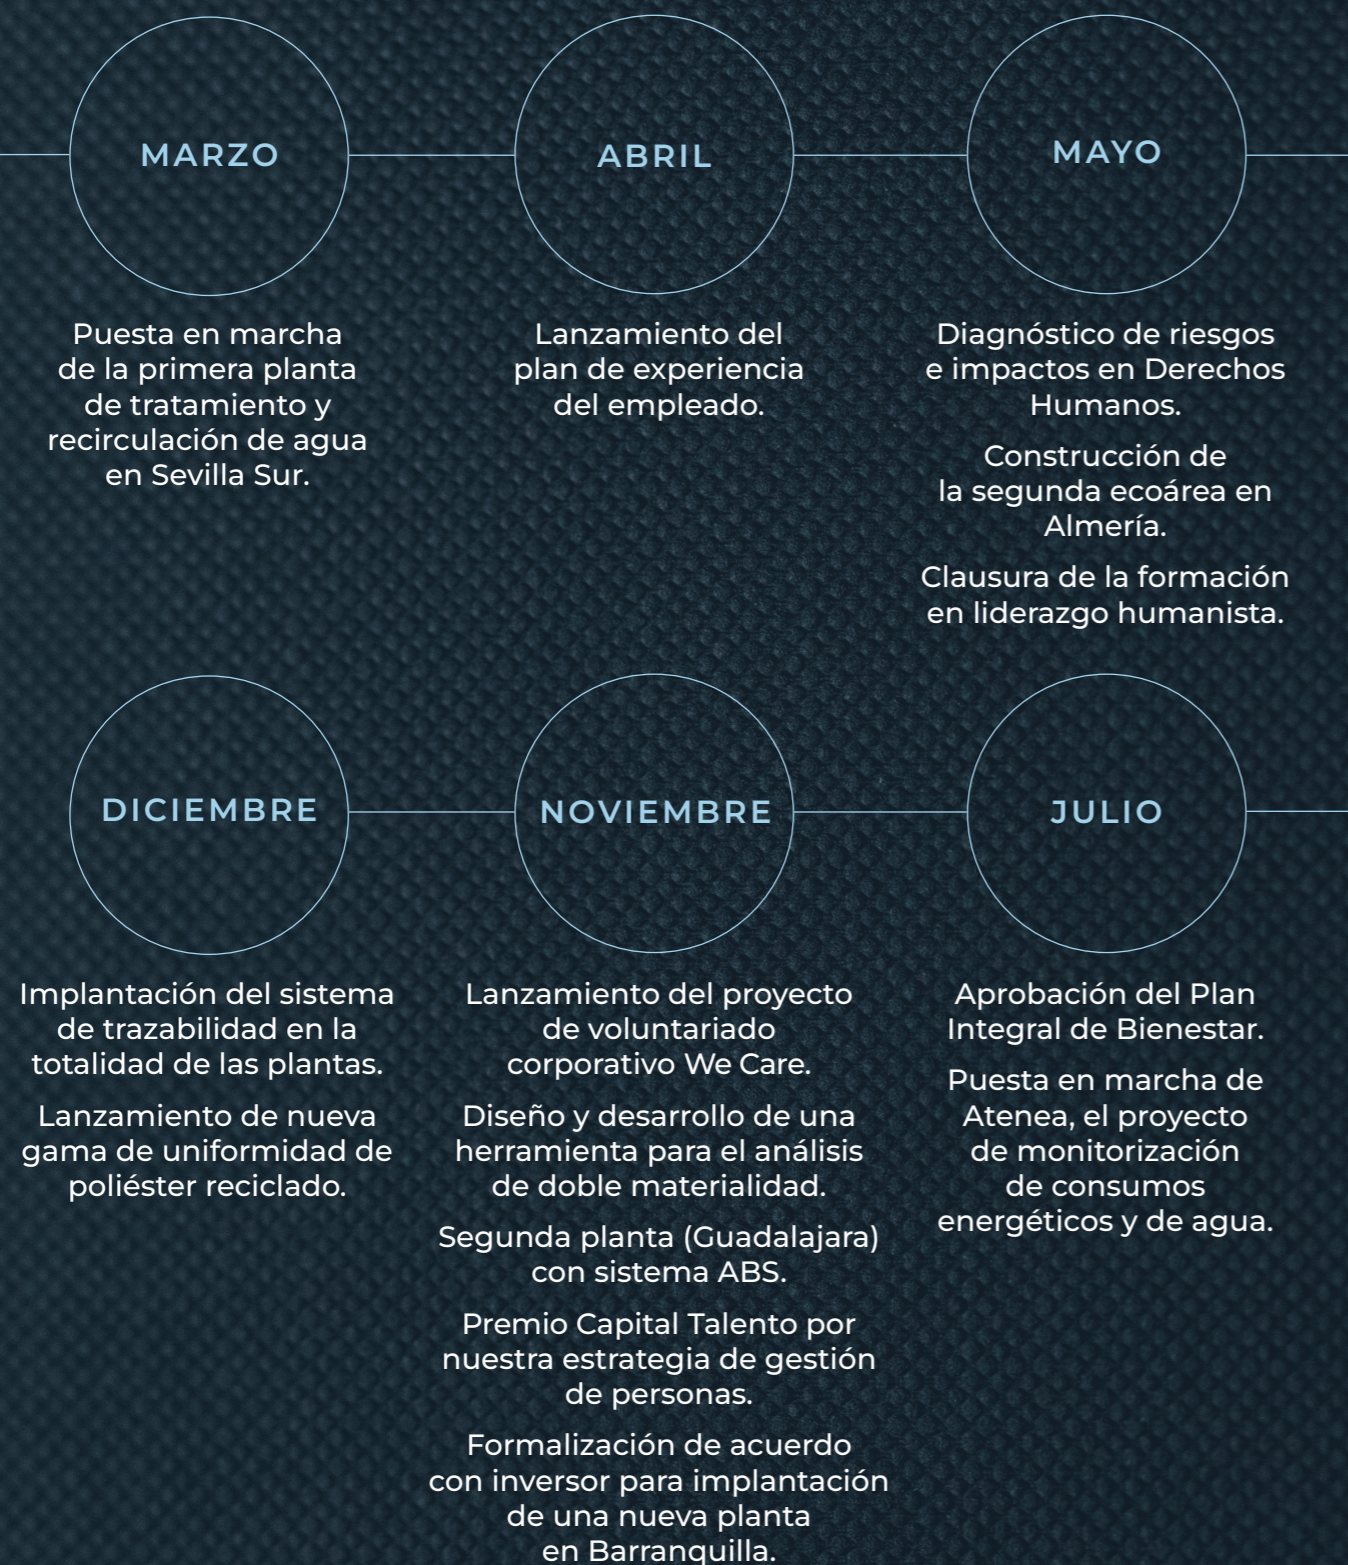 MARZO
Puesta en marcha
de la primera planta
de tratamiento y
recirculación de agua
en Sevilla Sur.
ABRIL
Lanzamiento del
plan de experiencia
del empleado.
MAYO
Diagnóstico de riesgos
e impactos en Derechos
Humanos.
Construcción de
la segunda ecoárea en
Almería.
Clausura de la formación
en liderazgo humanista.
DICIEMBRE
Implantación del sistema
de trazabilidad en la
totalidad de las plantas.
Lanzamiento de nueva
gama de uniformidad de
poliéster reciclado.
NOVIEMBRE
Lanzamiento del proyecto
de voluntariado
corporativo We Care.
Diseño y desarrollo de una
herramienta para el análisis
de doble materialidad.
Segunda planta (Guadalajara)
con sistema ABS.
Premio Capital Talento por
nuestra estrategia de gestión
de personas.
Formalización de acuerdo
con inversor para implantación
de una nueva planta
en Barranquilla.
JULIO
Aprobación del Plan
Integral de Bienestar.
Puesta en marcha de
Atenea, el proyecto
de monitorización
de consumos
energéticos y de agua.